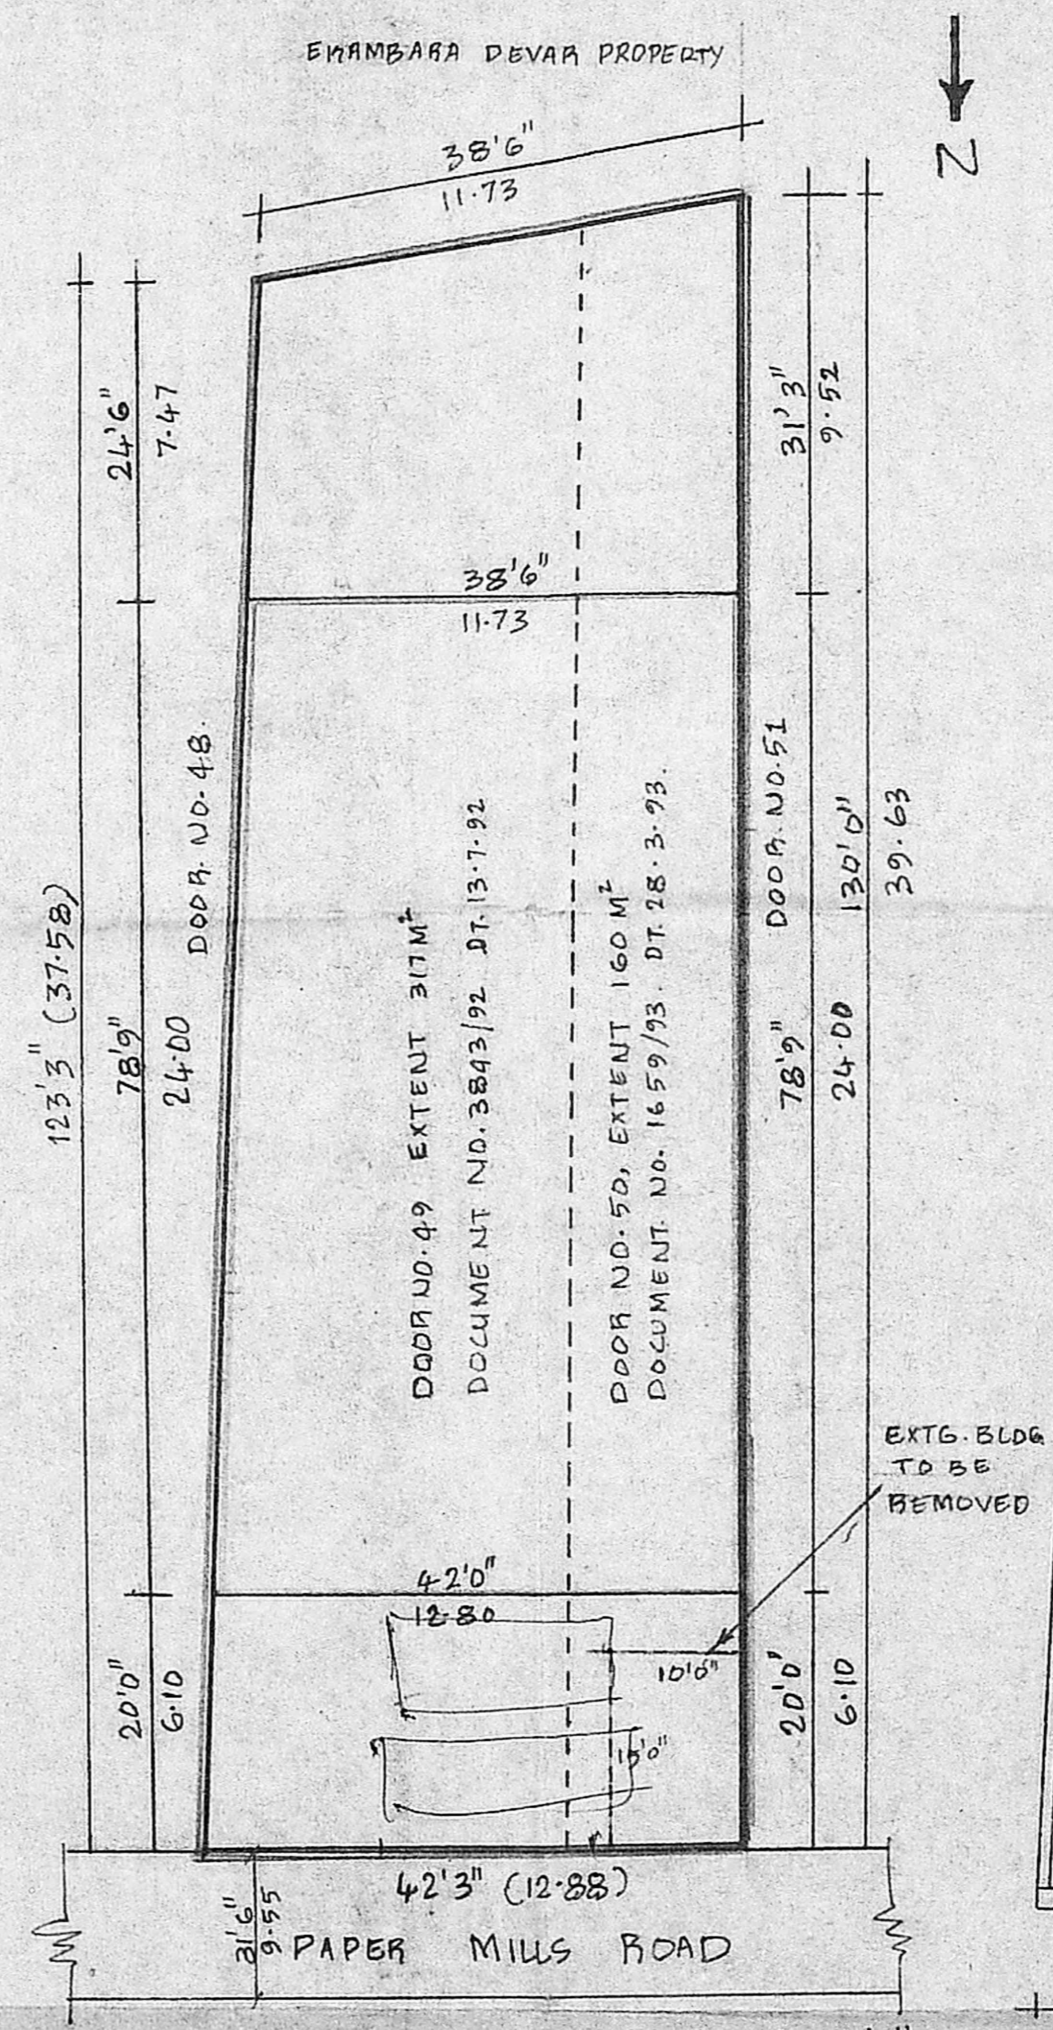 EKAMBARA DEVAR PROPERTY
N
38'6"
11.73
24'6"
7.47
31'3"
9.52
38'6"
11.73
DOOR. NO. 48.
DOOR. NO. 51
123'3" (37.58)
130'0"
39.63
78'9"
24.00
78'9"
24.00
DOOR NO. 49 EXTENT 317 M²
DOCUMENT NO. 3843/92 DT. 13.7.92
DOOR NO. 50, EXTENT 160 M²
DOCUMENT. NO. 1659/93. DT. 28.3.93.
EXTG. BLDG
TO BE
REMOVED
42'0"
12.80
10'0"
15'0"
20'0"
6.10
20'0"
6.10
42'3" (12.88)
31'6"
9.55
PAPER MILLS ROAD